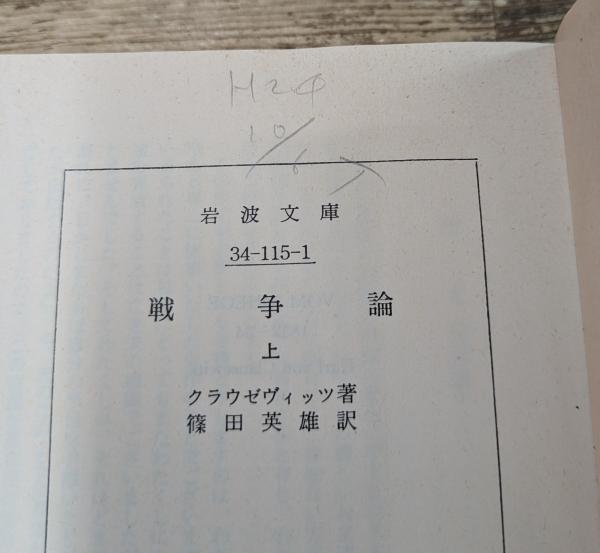 H24
10/6
岩波文庫
34-115-1
戦争論
上
クラウゼヴィッツ著
篠田英雄訳